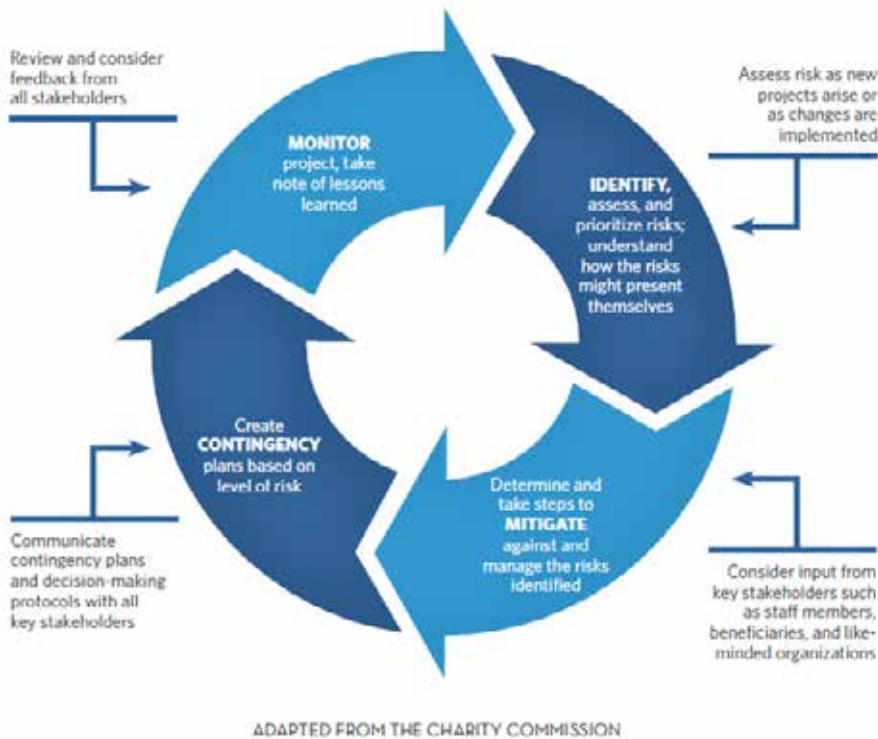 Review and consider
feedback from
all stakeholders
MONITOR
project, take
note of lessons
learned
Assess risk as new
projects arise or
as changes are
implemented
IDENTIFY,
assess, and
prioritize risks;
understand
how the risks
might present
themselves
Create
CONTINGENCY
plans based on
level of risk
Determine and
take steps to
MITIGATE
against and
manage the risks
identified
Communicate
contingency plans
and decision-making
protocols with all
key stakeholders
Consider input from
key stakeholders such
as staff members,
beneficiaries, and like-
minded organizations
ADAPTED FROM THE CHARITY COMMISSION